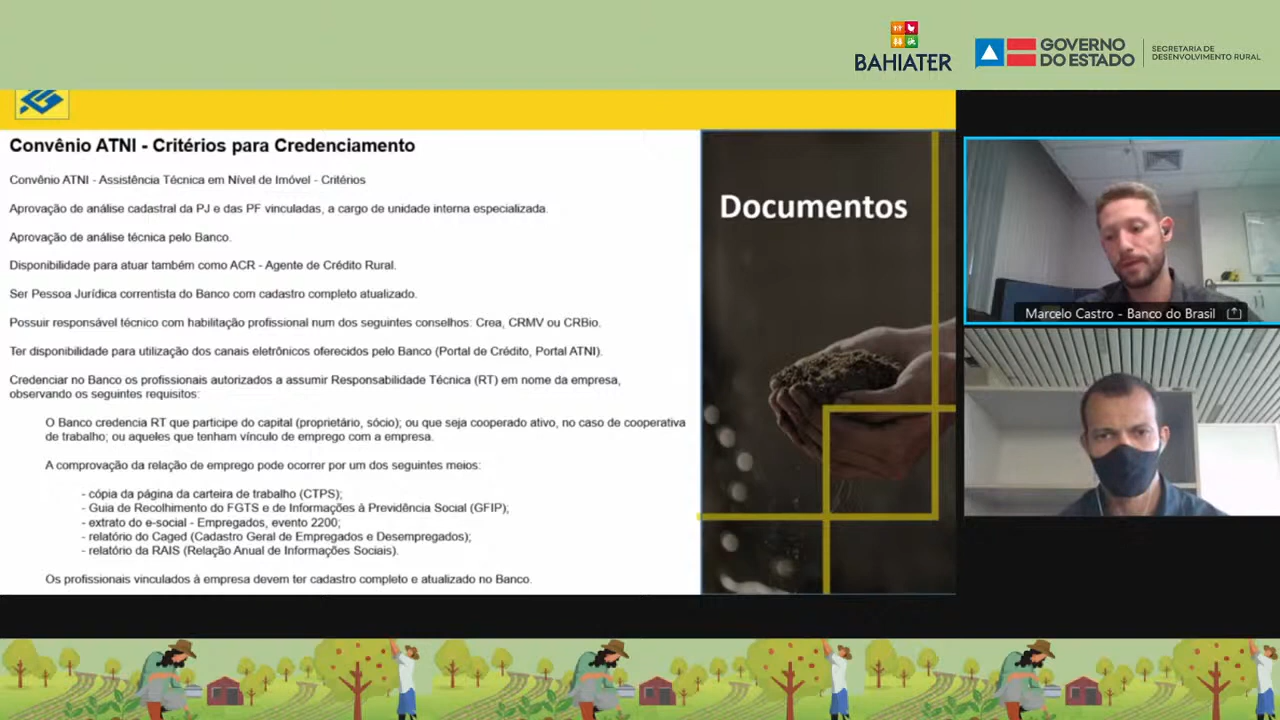 BAHIATER
GOVERNO
DO ESTADO
SECRETARIA DE
DESENVOLVIMENTO RURAL
Convênio ATNI - Critérios para Credenciamento
Convênio ATNI - Assistência Técnica em Nível de Imóvel - Critérios
Aprovação de análise cadastral da PJ e das PF vinculadas, a cargo de unidade interna especializada.
Aprovação de análise técnica pelo Banco.
Disponibilidade para atuar também como ACR - Agente de Crédito Rural.
Ser Pessoa Jurídica correntista do Banco com cadastro completo atualizado.
Possuir responsável técnico com habilitação profissional num dos seguintes conselhos: Crea, CRMV ou CRBio.
Ter disponibilidade para utilização dos canais eletrônicos oferecidos pelo Banco (Portal de Crédito, Portal ATNI).
Credenciar no Banco os profissionais autorizados a assumir Responsabilidade Técnica (RT) em nome da empresa,
observando os seguintes requisitos:
O Banco credencia RT que participe do capital (proprietário, sócio); ou que seja cooperado ativo, no caso de cooperativa
de trabalho; ou aqueles que tenham vínculo de emprego com a empresa.
A comprovação da relação de emprego pode ocorrer por um dos seguintes meios:
- cópia da página da carteira de trabalho (CTPS);
- Guia de Recolhimento do FGTS e de Informações à Previdência Social (GFIP);
- extrato do e-social - Empregados, evento 2200;
- relatório do Caged (Cadastro Geral de Empregados e Desempregados);
- relatório da RAIS (Relação Anual de Informações Sociais).
Os profissionais vinculados à empresa devem ter cadastro completo e atualizado no Banco.
Documentos
Marcelo Castro - Banco do Brasil